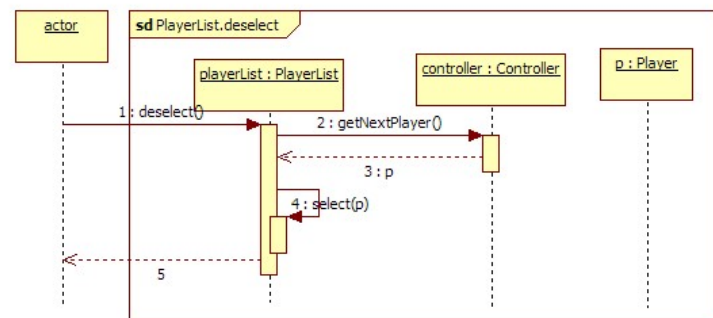 actor
sd PlayerList.deselect
playerList : PlayerList
controller : Controller
p : Player
1 : deselect()
2 : getNextPlayer()
3 : p
4 : select(p)
5